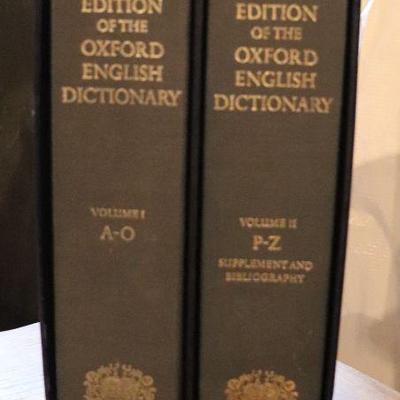 EDITION
OF THE
OXFORD
ENGLISH
DICTIONARY
VOLUME I
A-O
EDITION
OF THE
OXFORD
ENGLISH
DICTIONARY
VOLUME II
P-Z
SUPPLEMENT AND
BIBLIOGRAPHY